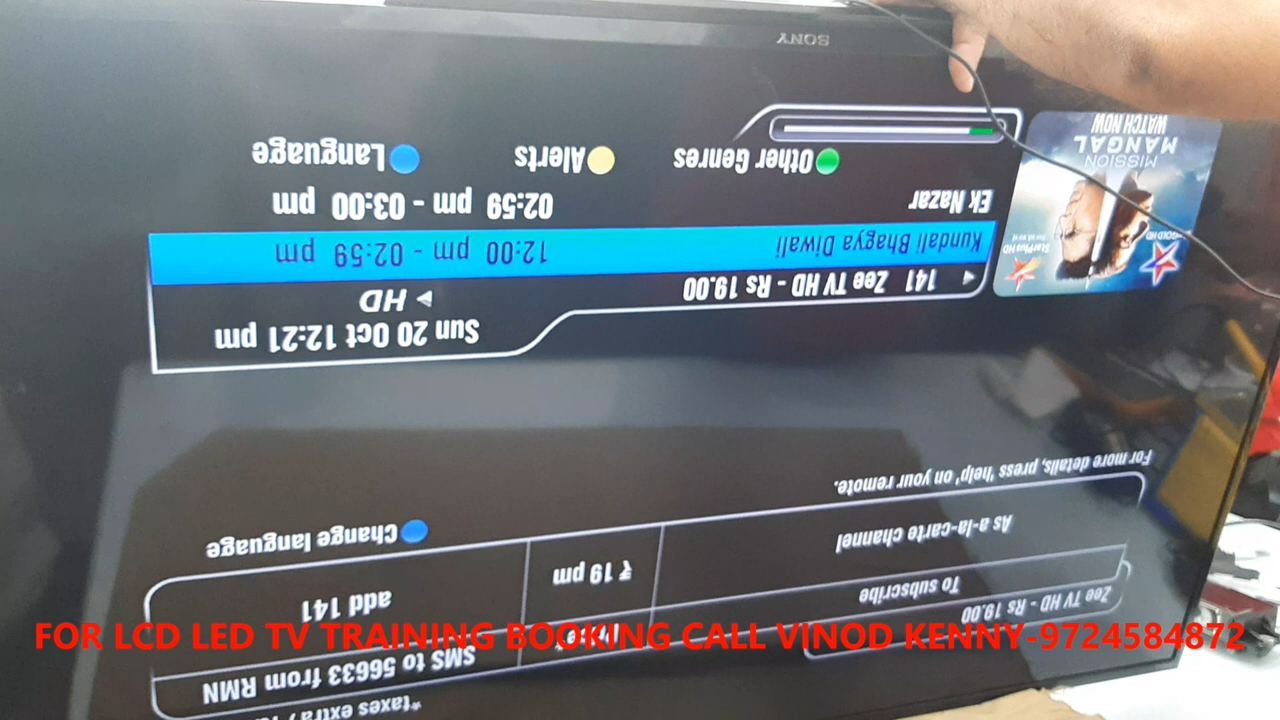 *taxes extra
Zee TV HD - Rs 19.00
To subscribe
SMS to 56633 from RMN
As a-la-carte channel
₹ 19 pm
add 141
For more details, press 'help' on your remote.
Change language
Sun 20 Oct 12:21 pm
141 Zee TV HD - Rs 19.00
HD
Kundali Bhagya Diwali
12:00 pm - 02:59 pm
Ek Nazar
02:59 pm - 03:00 pm
Other Genres
Alerts
Language
GOLD HD
StarPlus HD
MISSION
MANGAL
WATCH NOW
SONY
FOR LCD LED TV TRAINING BOOKING CALL VINOD KENNY-9724584872